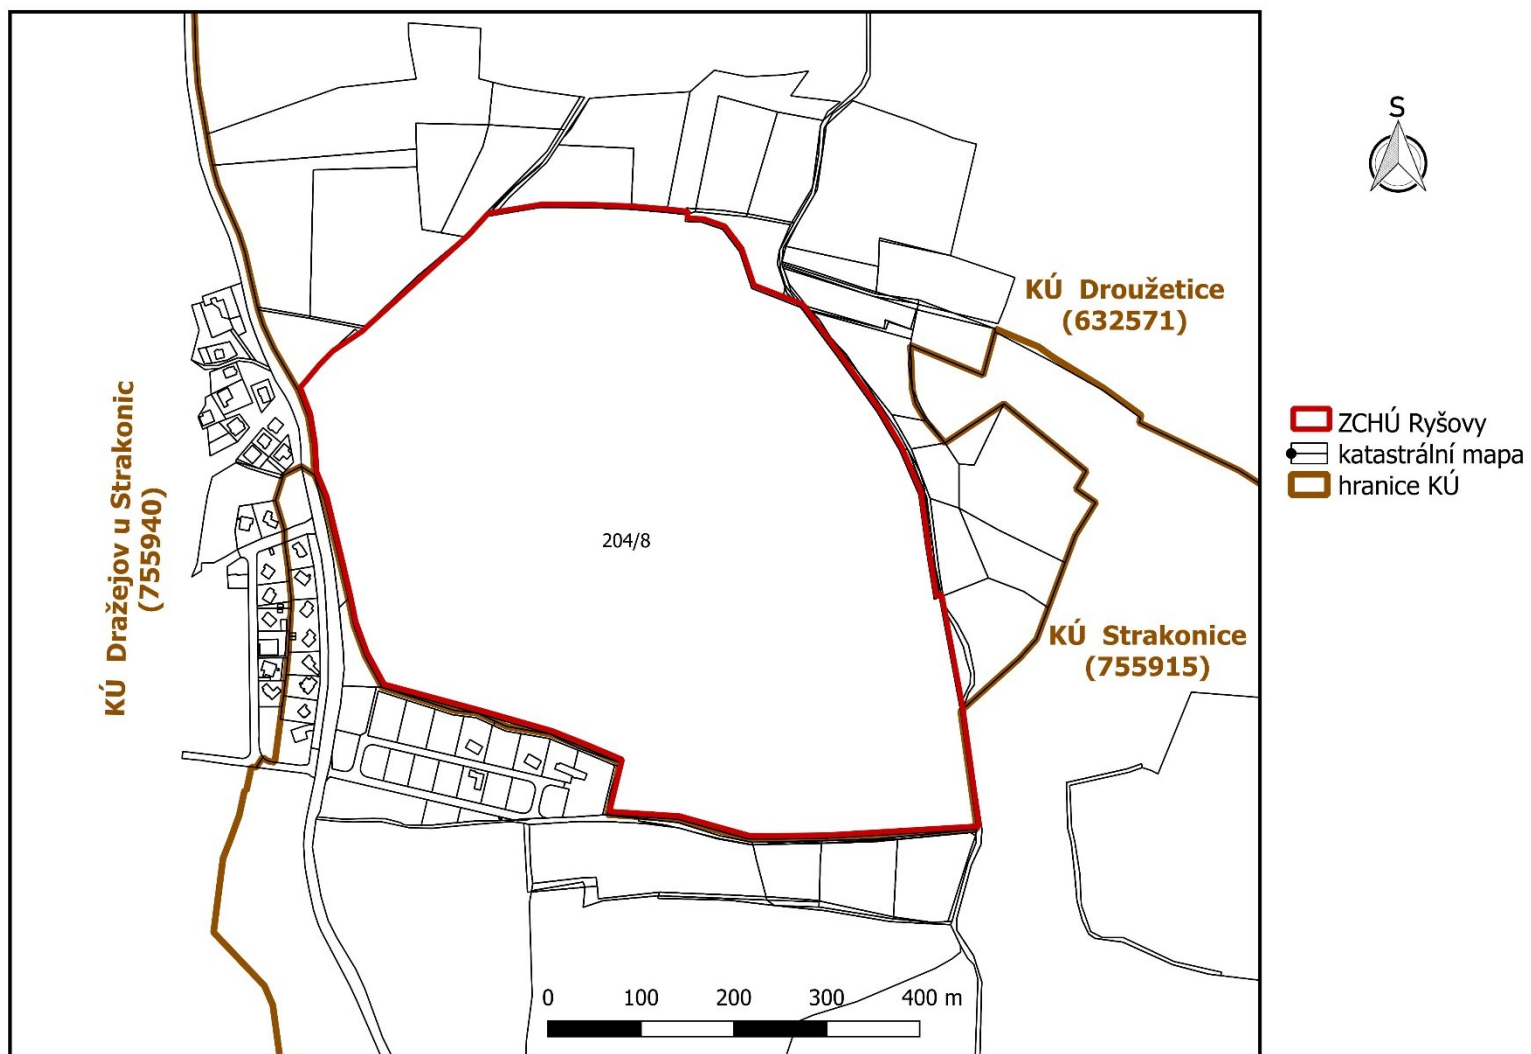 S
KÚ Droužetice
(632571)
KÚ Dražejov u Strakonic
(755940)
ZCHÚ Ryšovy
katastrální mapa
hranice KÚ
204/8
KÚ Strakonice
(755915)
0 100 200 300 400 m